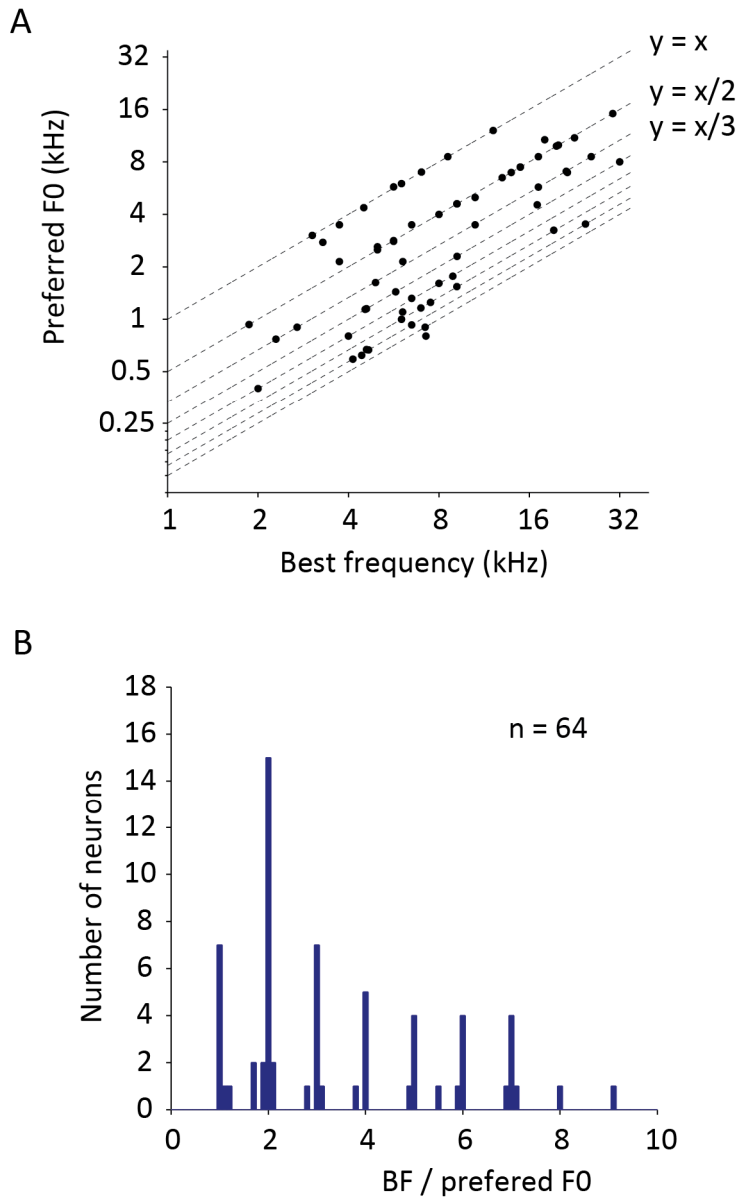 A
32
16
8
4
2
1
0.5
0.25
Preferred F0 (kHz)
y = x
y = x/2
y = x/3
1 2 4 8 16 32
Best frequency (kHz)
B
18
16
14
12
10
8
6
4
2
0
Number of neurons
n = 64
0 2 4 6 8 10
BF / prefered F0